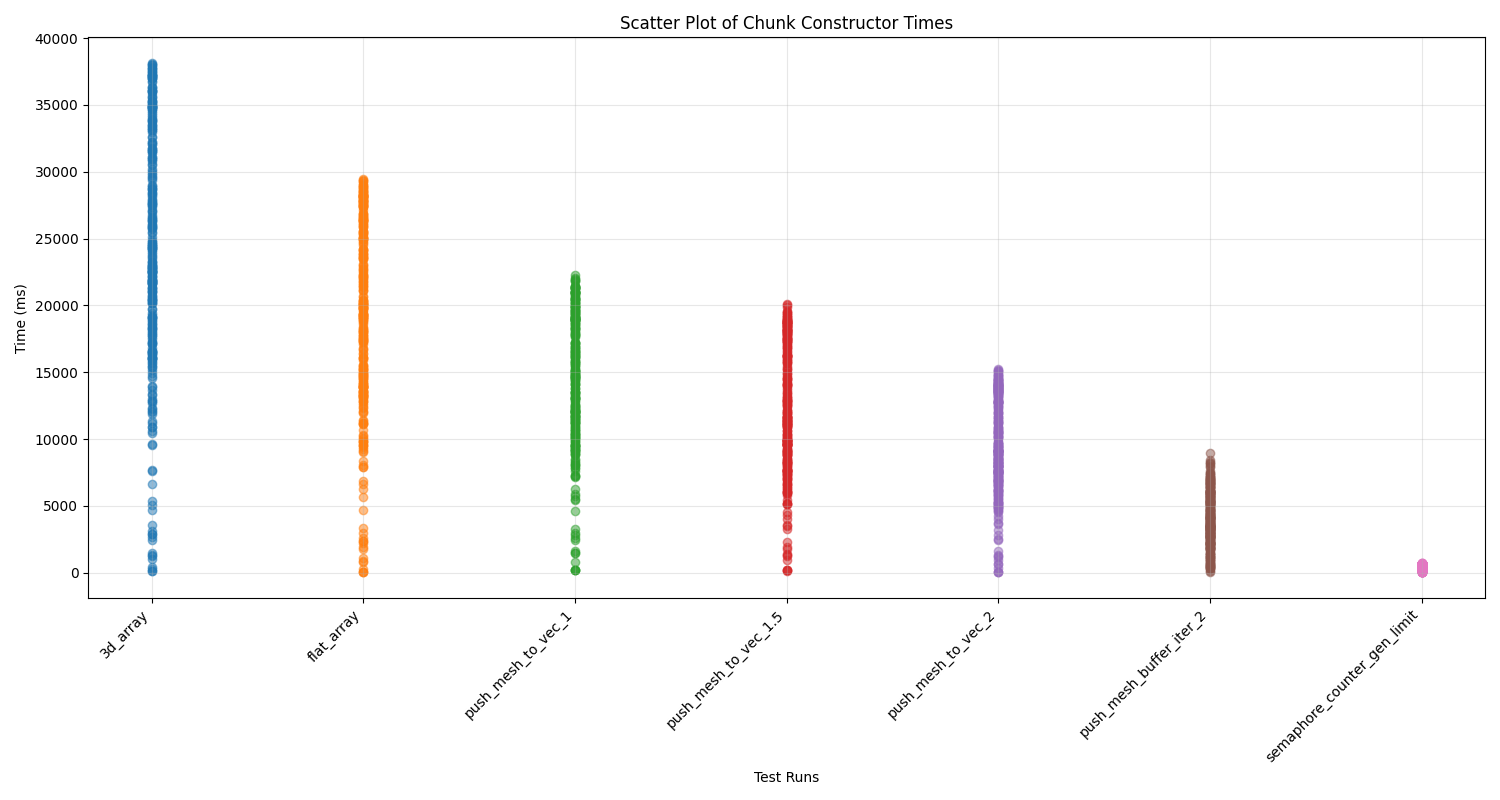 Scatter Plot of Chunk Constructor Times
40000
35000
30000
25000
20000
15000
10000
5000
0
Time (ms)
3d_array
flat_array
push_mesh_to_vec_1
push_mesh_to_vec_1.5
push_mesh_to_vec_2
push_mesh_buffer_iter_2
semaphore_counter_gen_limit
Test Runs